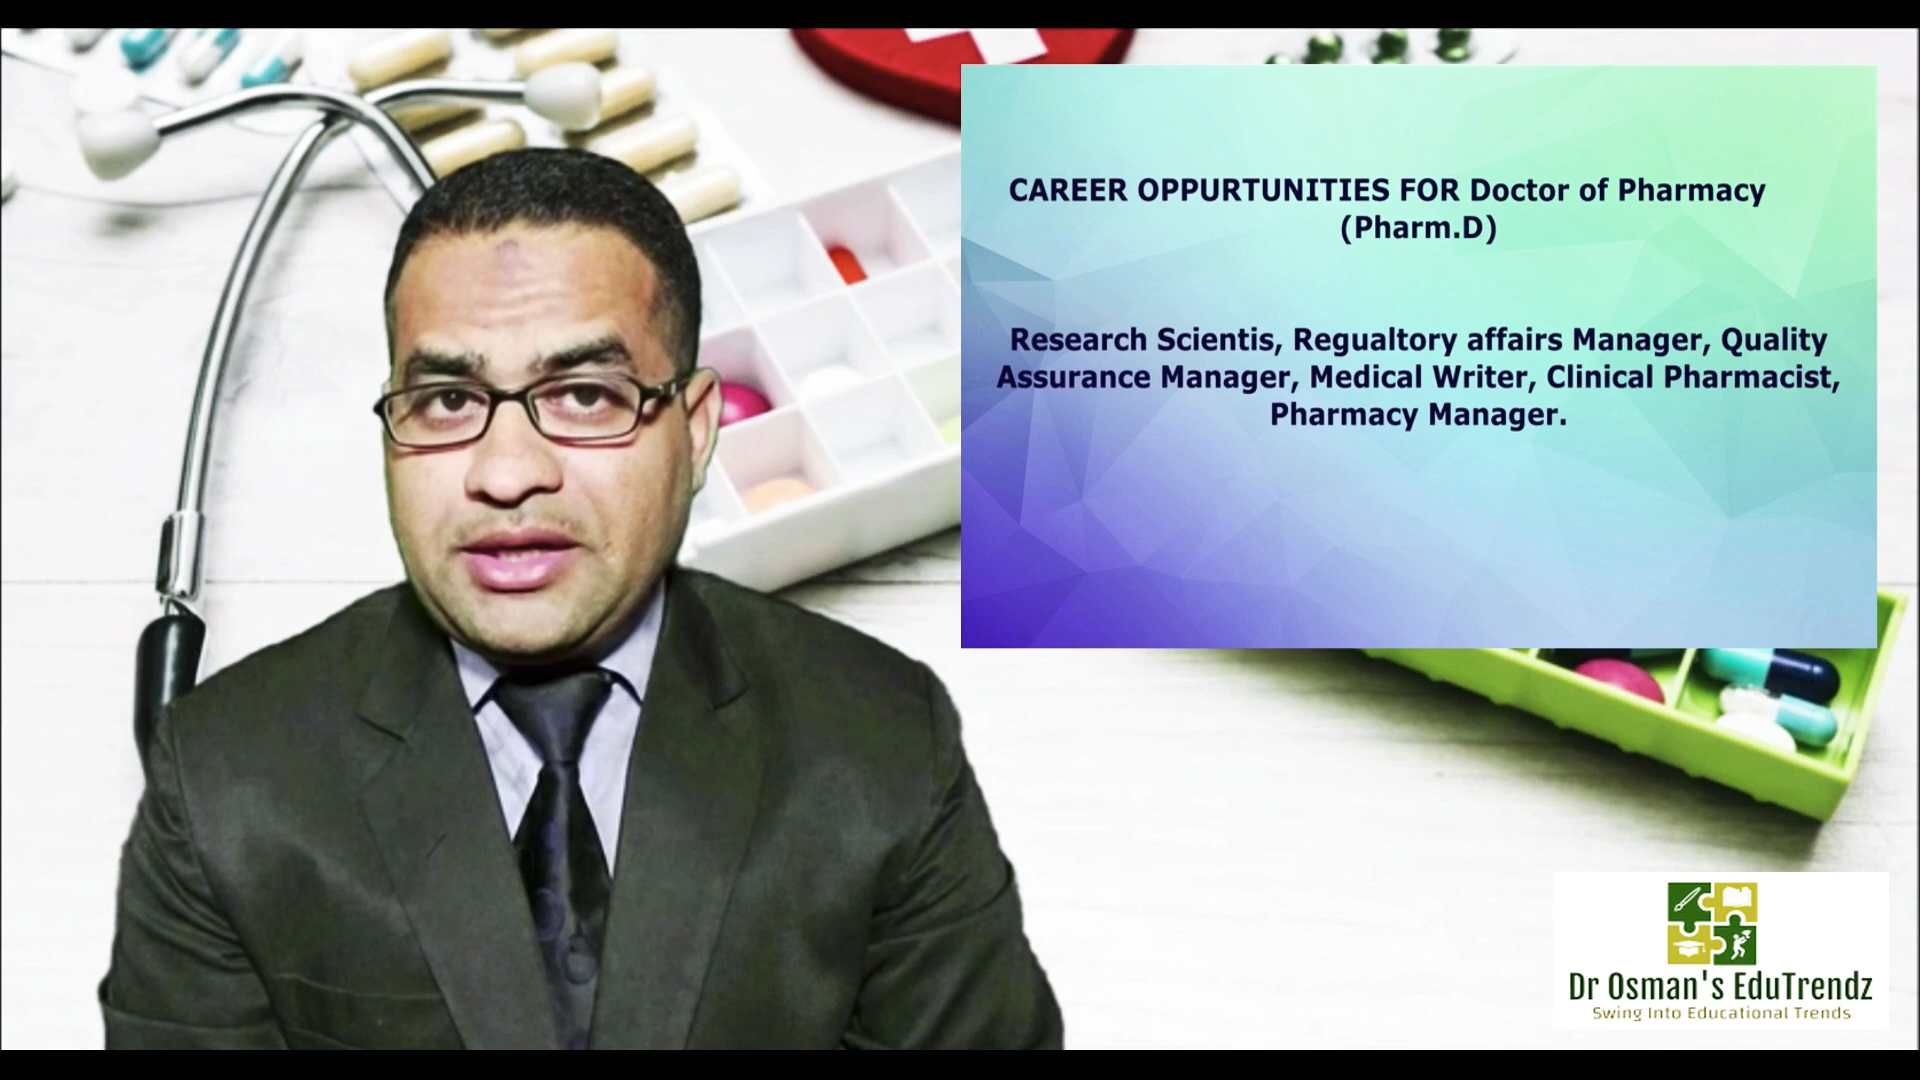 CAREER OPPURTUNITIES FOR Doctor of Pharmacy
(Pharm.D)
Research Scientis, Regualtory affairs Manager, Quality
Assurance Manager, Medical Writer, Clinical Pharmacist,
Pharmacy Manager.
Dr Osman's EduTrendz
Swing Into Educational Trends